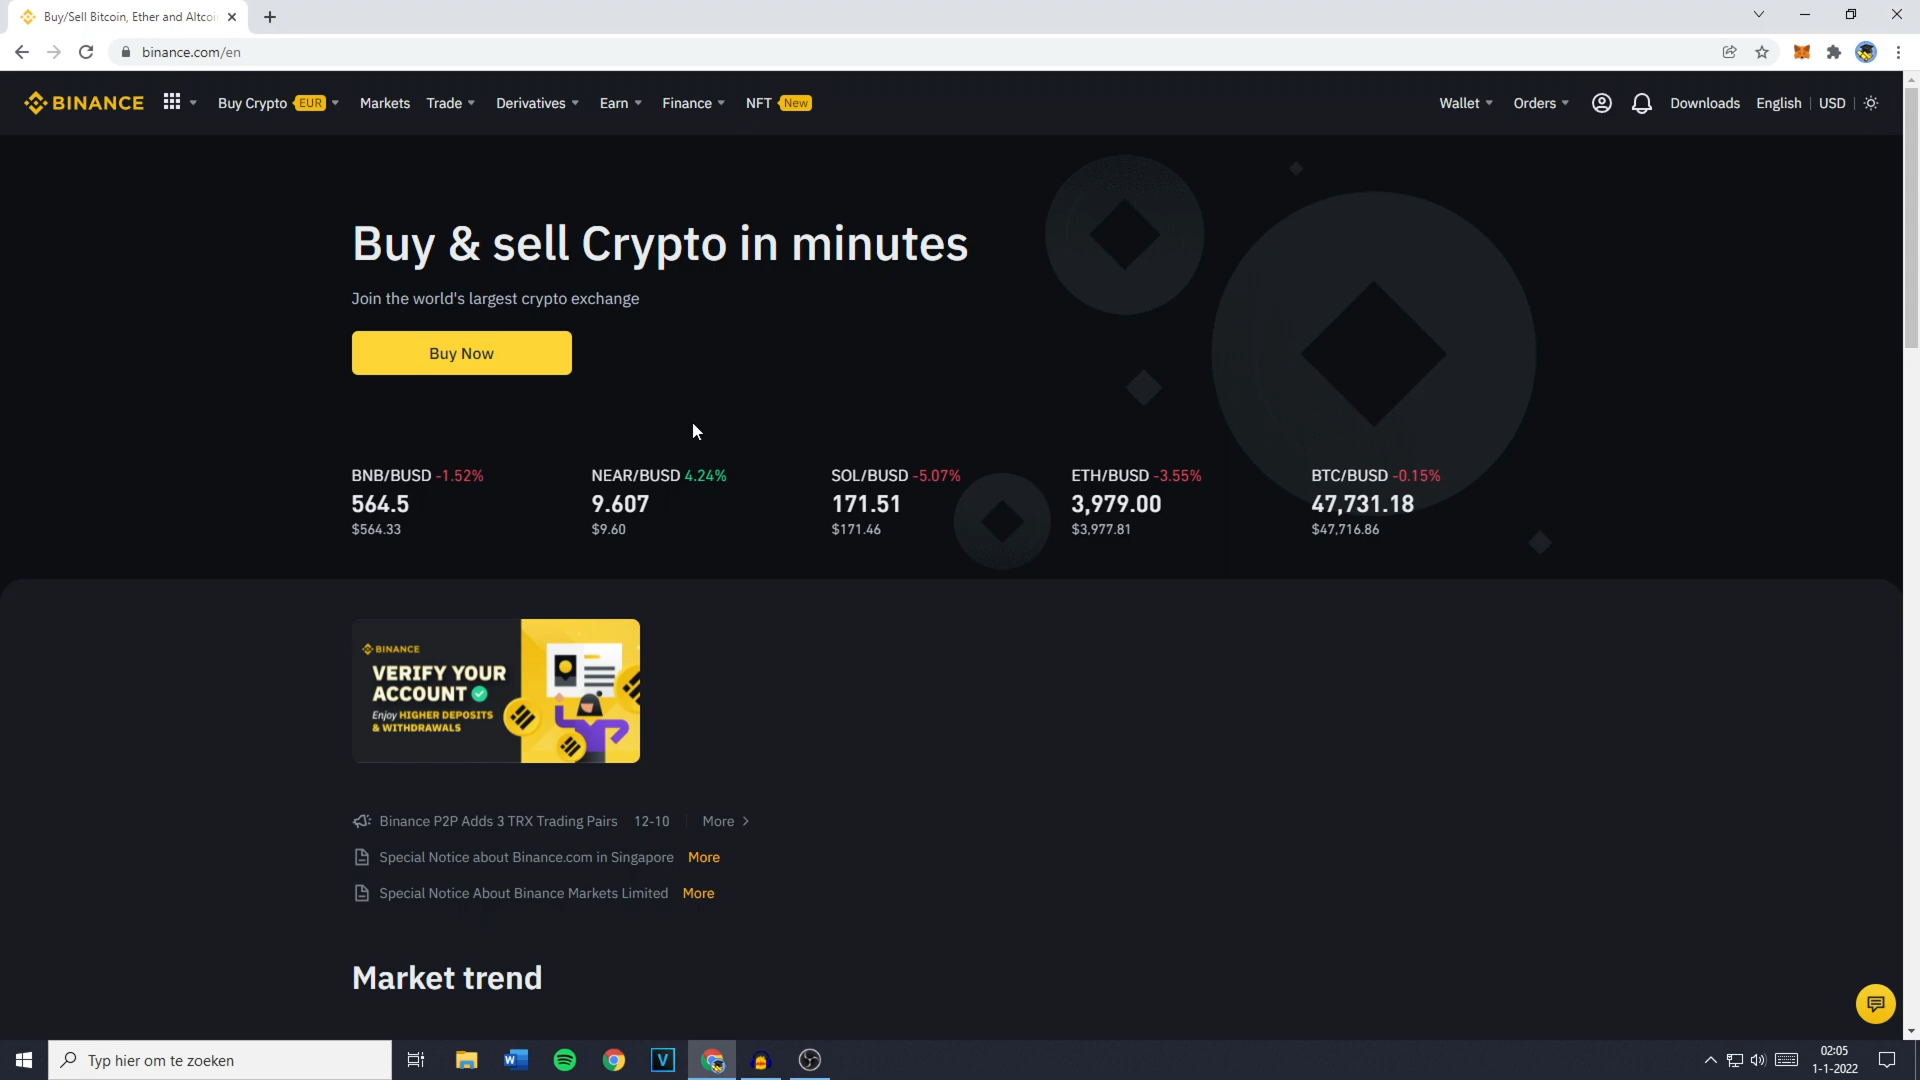 Buy/Sell Bitcoin, Ether and Altcoi
binance.com/en
BINANCE Buy Crypto EUR Markets Trade Derivatives Earn Finance NFT New Wallet Orders Downloads English | USD
Buy & sell Crypto in minutes
Join the world's largest crypto exchange
Buy Now
BNB/BUSD -1.52% NEAR/BUSD 4.24% SOL/BUSD -5.07% ETH/BUSD -3.55% BTC/BUSD -0.15%
564.5 9.607 171.51 3,979.00 47,731.18
$564.33 $9.60 $171.46 $3,977.81 $47,716.86
BINANCE
VERIFY YOUR
ACCOUNT
Enjoy HIGHER DEPOSITS
& WITHDRAWALS
Binance P2P Adds 3 TRX Trading Pairs 12-10 More
Special Notice about Binance.com in Singapore More
Special Notice About Binance Markets Limited More
Market trend
Typ hier om te zoeken
02:05
1-1-2022